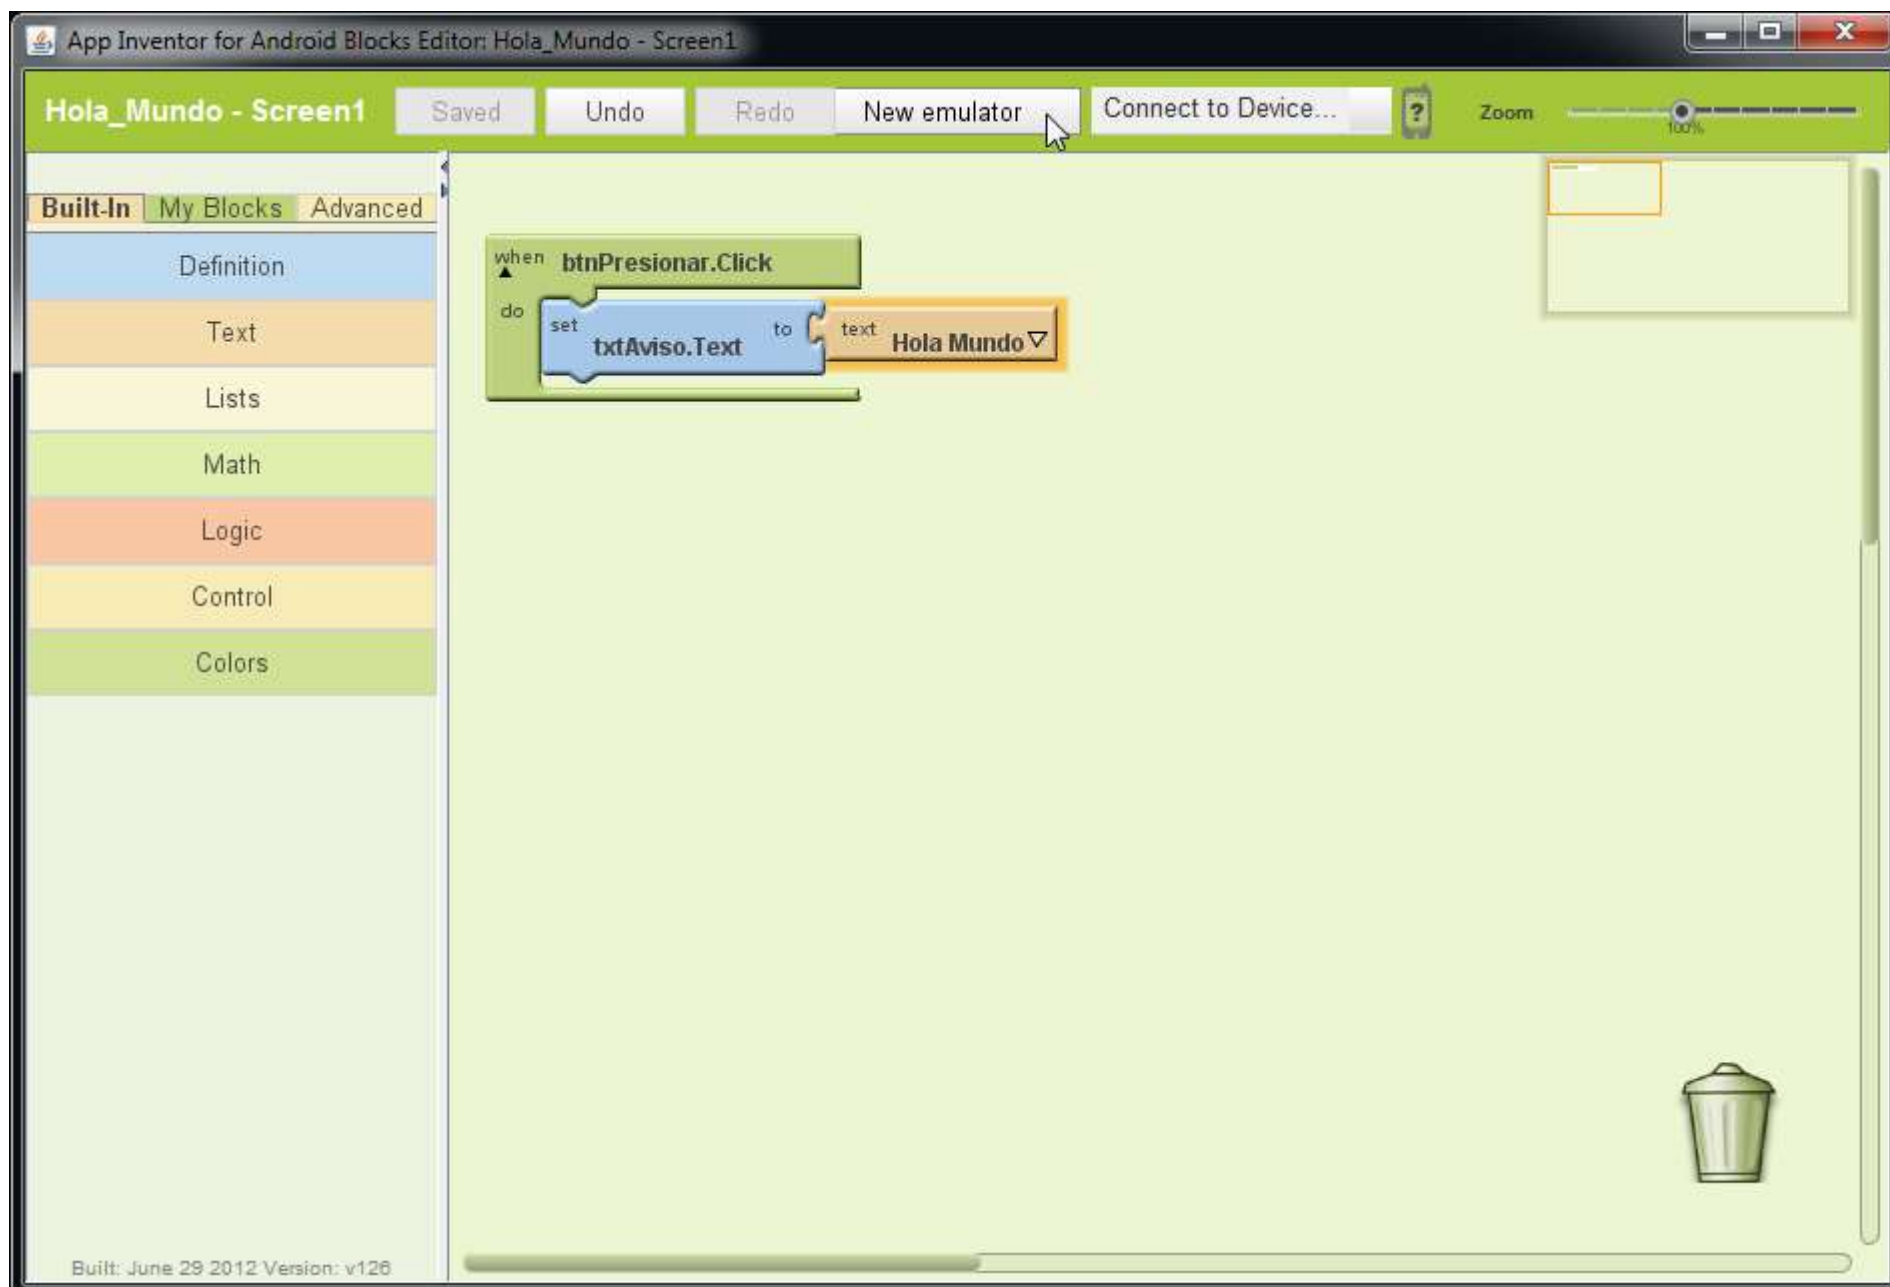 App Inventor for Android Blocks Editor: Hola_Mundo - Screen1
Hola_Mundo - Screen1 Saved Undo Redo New emulator Connect to Device... ? Zoom 100%
Built-In My Blocks Advanced
Definition
Text
Lists
Math
Logic
Control
Colors
when btnPresionar.Click
do set txtAviso.Text to text Hola Mundo
Built: June 29 2012 Version: v126